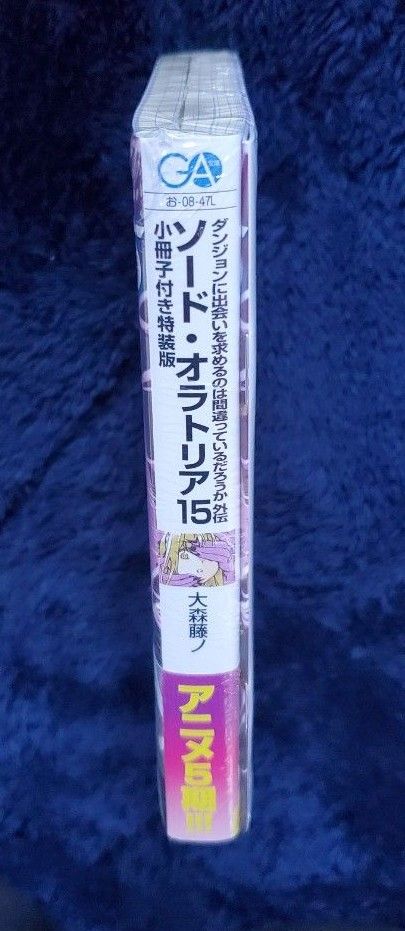 GA文庫
お-08-47L
ダンジョンに出会いを求めるのは間違っているだろうか外伝
ソード・オラトリア15
小冊子付き特装版
大森藤ノ
アニメ5期!!!